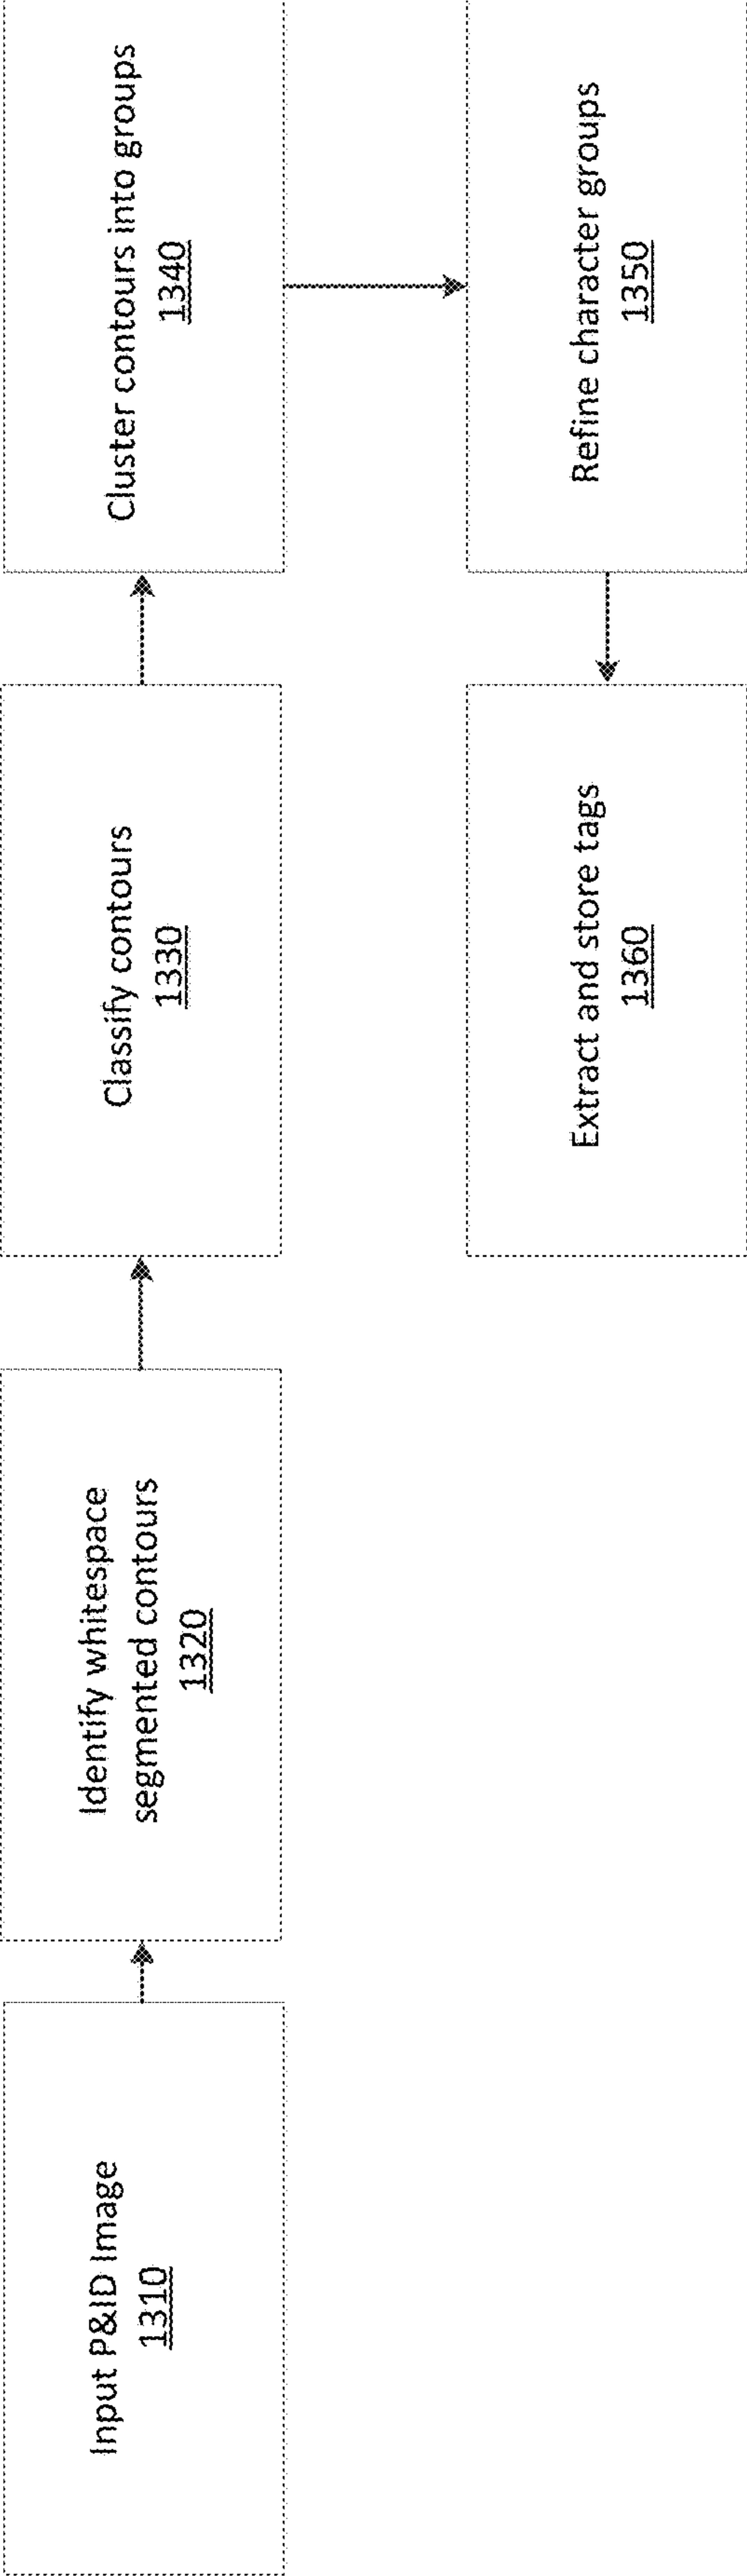 Input P&ID Image
1310
Identify whitespace
segmented contours
1320
Classify contours
1330
Cluster contours into groups
1340
Refine character groups
1350
Extract and store tags
1360